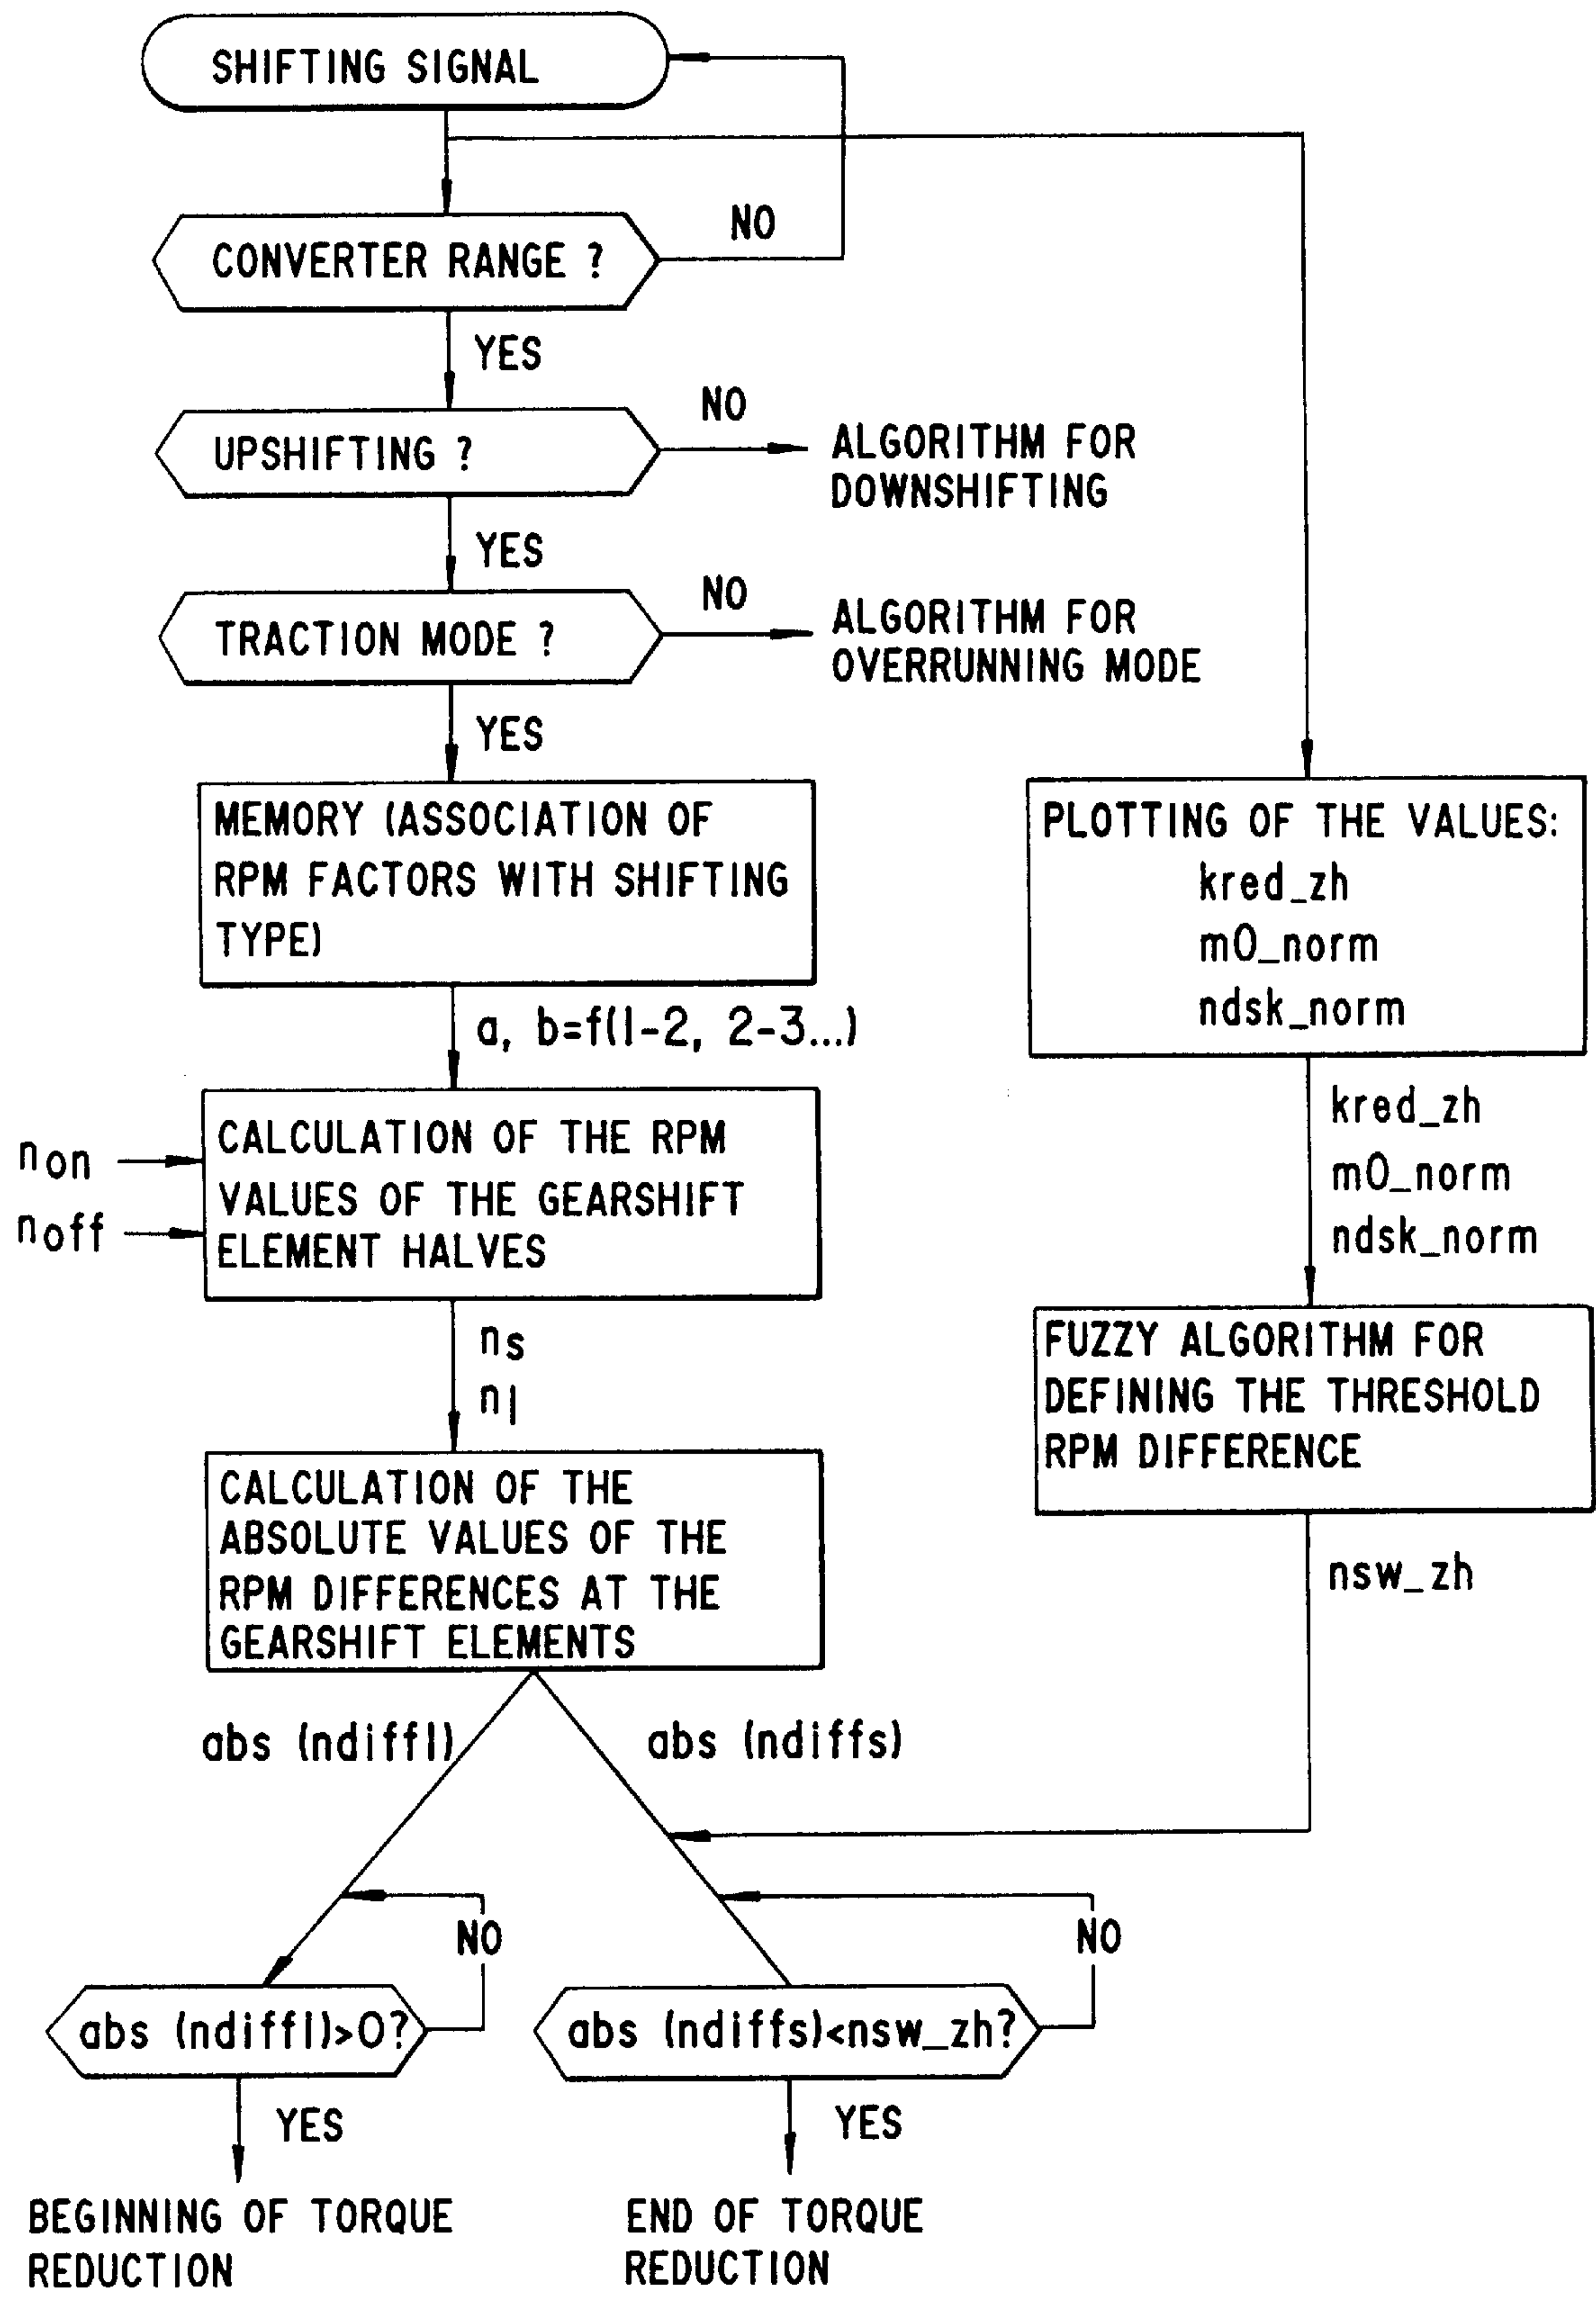 SHIFTING SIGNAL
NO
CONVERTER RANGE ?
YES
NO
UPSHIFTING ?
ALGORITHM FOR
DOWNSHIFTING
YES
NO
TRACTION MODE ?
ALGORITHM FOR
OVERRUNNING MODE
YES
MEMORY (ASSOCIATION OF
RPM FACTORS WITH SHIFTING
TYPE)
PLOTTING OF THE VALUES:
kred_zh
m0_norm
ndsk_norm
a, b=f(1-2, 2-3...)
non
noff
CALCULATION OF THE RPM
VALUES OF THE GEARSHIFT
ELEMENT HALVES
kred_zh
m0_norm
ndsk_norm
ns
nl
FUZZY ALGORITHM FOR
DEFINING THE THRESHOLD
RPM DIFFERENCE
CALCULATION OF THE
ABSOLUTE VALUES OF THE
RPM DIFFERENCES AT THE
GEARSHIFT ELEMENTS
nsw_zh
abs (ndiffl)
abs (ndiffs)
NO
NO
abs (ndiffl)>0?
abs (ndiffs)<nsw_zh?
YES
YES
BEGINNING OF TORQUE
REDUCTION
END OF TORQUE
REDUCTION